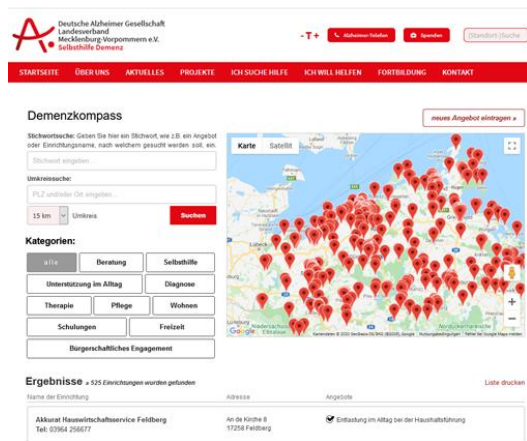 Deutsche Alzheimer Gesellschaft
Landesverband
Mecklenburg-Vorpommern e.V.
Selbsthilfe Demenz
- T + Alzheimer-Telefon Spenden (Standort-)Suche
STARTSEITE ÜBER UNS AKTUELLES PROJEKTE ICH SUCHE HILFE ICH WILL HELFEN FORTBILDUNG KONTAKT
Demenzkompass
neues Angebot eintragen »
Stichwortsuche: Geben Sie hier ein Stichwort, wie z.B. ein Angebot
oder Einrichtungsname, nach welchem gesucht werden soll, ein.
Stichwort eingeben...
Umkreissuche:
PLZ und/oder Ort eingeben...
15 km Umkreis Suchen
Kategorien:
alle Beratung Selbsthilfe
Unterstützung im Alltag Diagnose
Therapie Pflege Wohnen
Schulungen Freizeit
Bürgerschaftliches Engagement
Karte Satellit
Lübeck
Google
Ergebnisse » 525 Einrichtungen wurden gefunden
Liste drucken
Name der Einrichtung Adresse Angebote
Akkurat Hauswirtschaftsservice Feldberg An de Kirche 8 Entlastung im Alltag bei der Haushaltsführung
Tel: 03964 256677 17258 Feldberg